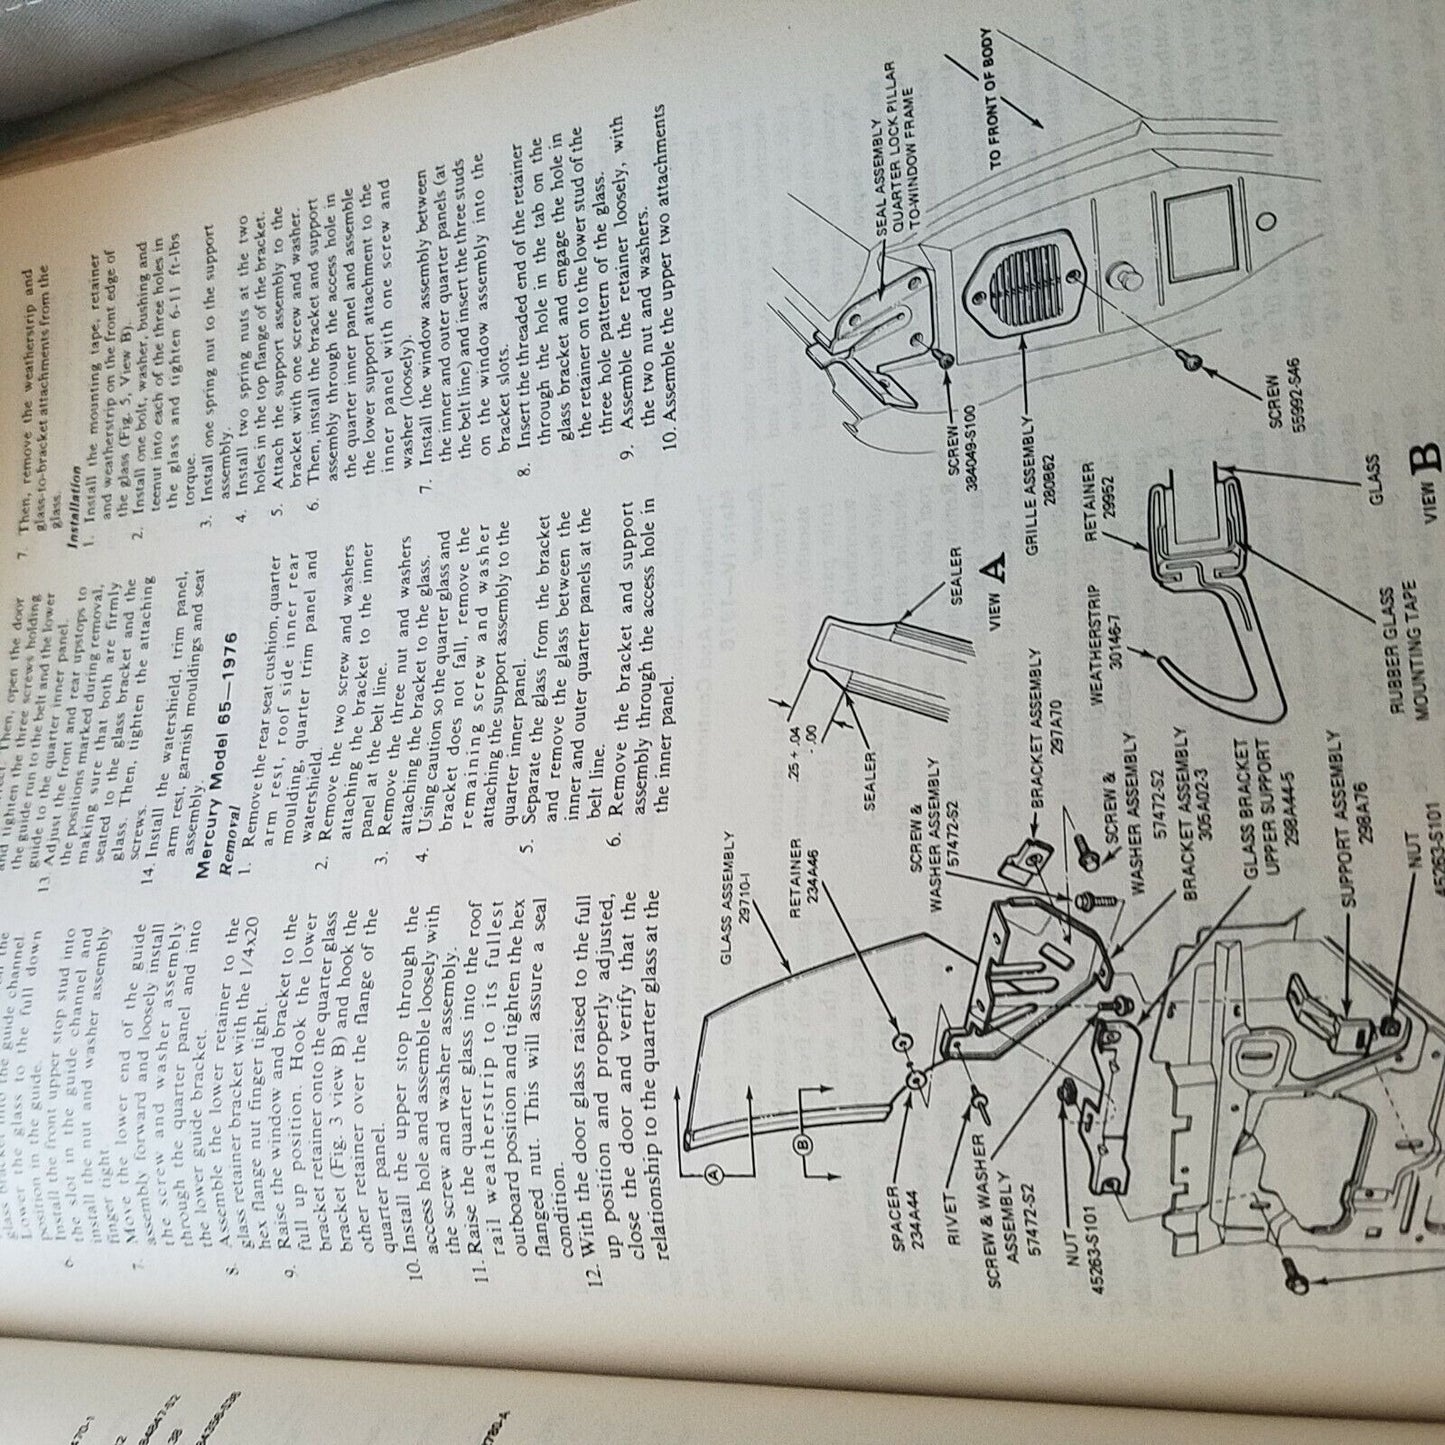 glass to the full down
position in the guide.
6. Install the front upper stop stud into
the slot in the guide channel and
install the nut and washer assembly
finger tight
7. Move the lower end of the guide
assembly forward and loosely install
the screw and washer assembly
through the quarter panel and into
the lower guide bracket.
8. Assemble the lower retainer to the
glass retainer bracket with the 1/4x20
hex flange nut finger tight.
9. Raise the window and bracket to the
full up position. Hook the lower
bracket retainer onto the quarter glass
bracket (Fig. 3 view B) and hook the
other retainer over the flange of the
quarter panel.
10. Install the upper stop through the
access hole and assemble loosely with
the screw and washer assembly.
11. Raise the quarter glass into the roof
rail weatherstrip to its fullest
outboard position and tighten the hex
flanged nut. This will assure a seal
condition.
12. With the door glass raised to the full
up position and properly adjusted,
close the door and verify that the
relationship to the quarter glass at the
Then, open the door
and tighten the three screws holding
the guide run to the belt and the lower
guide to the quarter inner panel.
13. Adjust the front and rear upstops to
the positions marked during removal,
making sure that both are firmly
seated to the glass bracket and the
glass. Then, tighten the attaching
screws.
14. Install the watershield, trim panel,
arm rest, garnish mouldings and seat
assembly.
Mercury Model 65—1976
Removal
1. Remove the rear seat cushion, quarter
arm rest, roof side inner rear
moulding, quarter trim panel and
watershield.
2. Remove the two screw and washers
attaching the bracket to the inner
panel at the belt line.
3. Remove the three nut and washers
attaching the bracket to the glass.
4. Using caution so the quarter glass and
bracket does not fall, remove the
remaining screw and washer
attaching the support assembly to the
quarter inner panel.
5. Separate the glass from the bracket
and remove the glass between the
inner and outer quarter panels at the
belt line.
6. Remove the bracket and support
assembly through the access hole in
the inner panel.
7. Then, remove the weatherstrip and
glass-to-bracket attachments from the
glass.
Installation
1. Install the mounting tape, retainer
and weatherstrip on the front edge of
the glass (Fig. 5, View B).
2. Install one bolt, washer, bushing and
teenut into each of the three holes in
the glass and tighten 6-11 ft-lbs
torque.
3. Install one spring nut to the support
assembly.
4. Install two spring nuts at the two
holes in the top flange of the bracket.
5. Attach the support assembly to the
bracket with one screw and washer.
6. Then, install the bracket and support
assembly through the access hole in
the quarter inner panel and assemble
the lower support attachment to the
inner panel with one screw and
washer (loosely).
7. Install the window assembly between
the inner and outer quarter panels (at
the belt line) and insert the three studs
on the window assembly into the
bracket slots.
8. Insert the threaded end of the retainer
through the hole in the tab on the
glass bracket and engage the hole in
the retainer on to the lower stud of the
three hole pattern of the glass.
9. Assemble the retainer loosely, with
the two nut and washers.
10. Assemble the upper two attachments
GLASS ASSEMBLY
29710-1
RETAINER
234A46
SCREW &
WASHER ASSEMBLY
57472-S2
BRACKET ASSEMBLY
297A70
SCREW &
WASHER ASSEMBLY
57472-S2
BRACKET ASSEMBLY
305A02-3
GLASS BRACKET
UPPER SUPPORT
298A44-5
SUPPORT ASSEMBLY
298A76
NUT
45263-S101
A
B
SPACER
234A44
RIVET
SCREW & WASHER
ASSEMBLY
57472-S2
NUT
45263-S101
.25 + .04
- .00
SEALER
SEALER
VIEW A
SEAL ASSEMBLY
QUARTER LOCK PILLAR
TO-WINDOW FRAME
TO FRONT OF BODY
SCREW
384049-S100
GRILLE ASSEMBLY
280B62
SCREW
55992-S46
RETAINER
29952
WEATHERSTRIP
30146-7
GLASS
RUBBER GLASS
MOUNTING TAPE
VIEW B